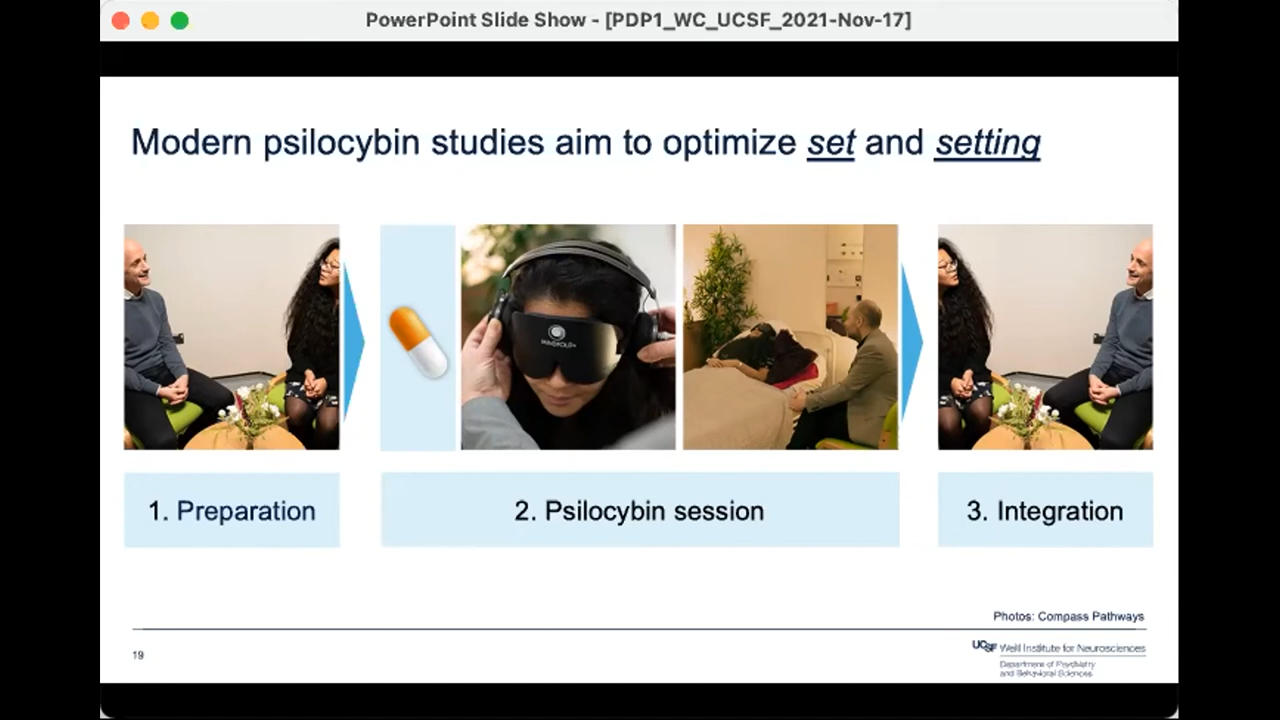 PowerPoint Slide Show - [PDP1_WC_UCSF_2021-Nov-17]
Modern psilocybin studies aim to optimize set and setting
MINDFOLD
1. Preparation
2. Psilocybin session
3. Integration
Photos: Compass Pathways
19
UCSF Weill Institute for Neurosciences
Department of Psychiatry
and Behavioral Sciences